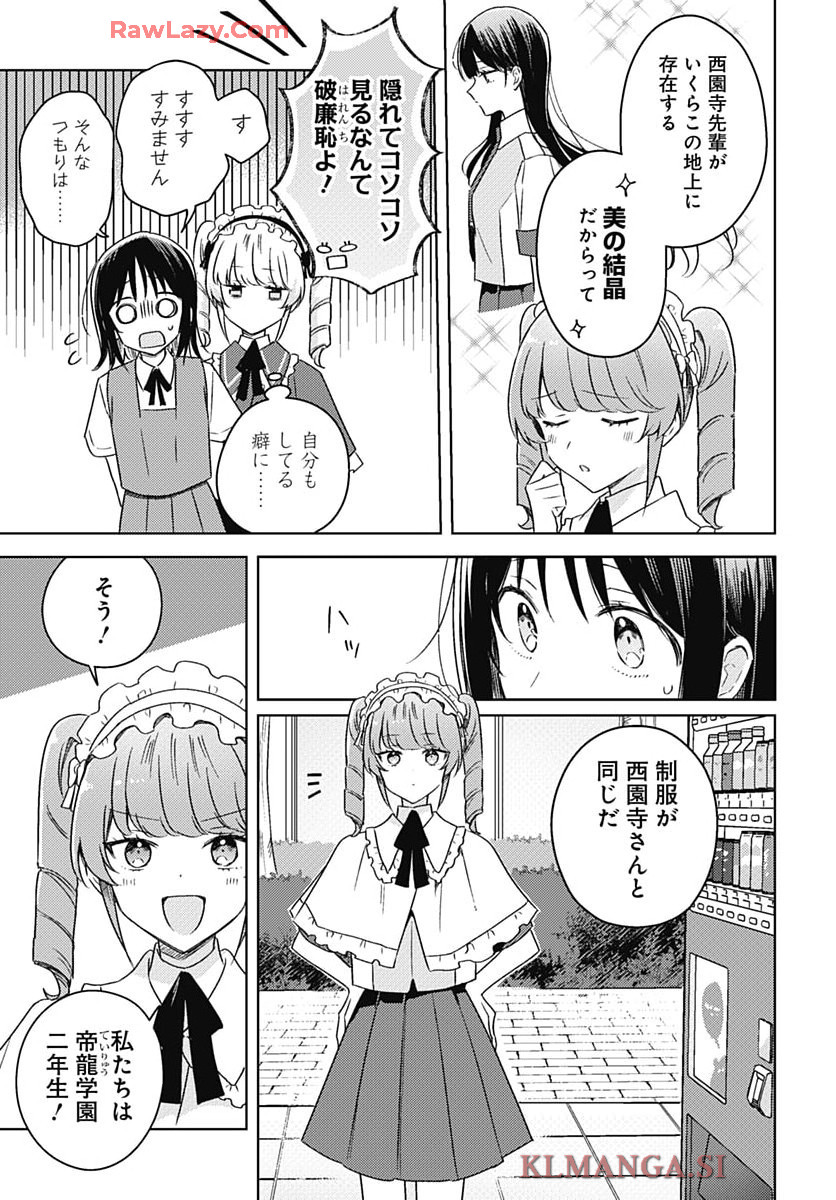 RawLazy.Com
西園寺先輩が
いくらこの地上に
存在する
美の結晶
だからって
隠れてコソコソ
見るなんて
破廉恥よ!
はれんち
す
すすす
すみません
そんな
つもりは……
自分も
してる
癖に……
制服が
西園寺さんと
同じだ
そう!
私たちは
帝龍学園
ていりゅう
二年生!
KLMANGA.SI